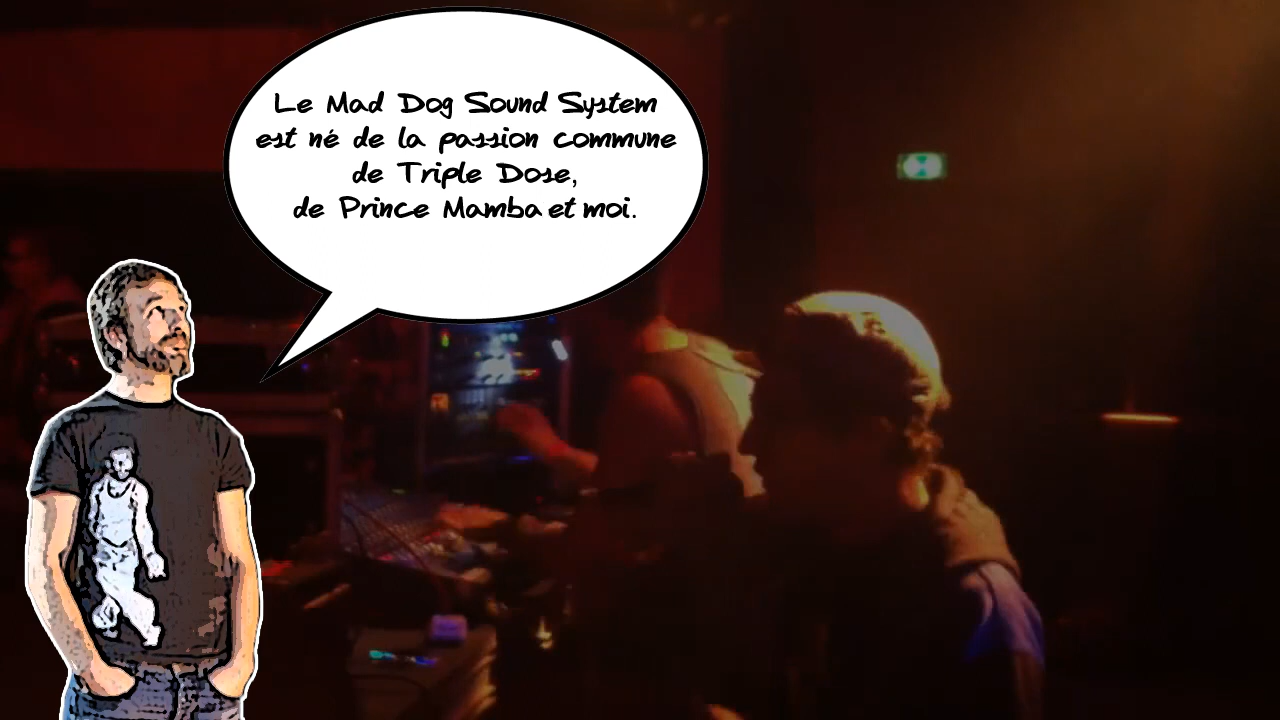 Le Mad Dog Sound System
est né de la passion commune
de Triple Dose,
de Prince Mamba et moi.